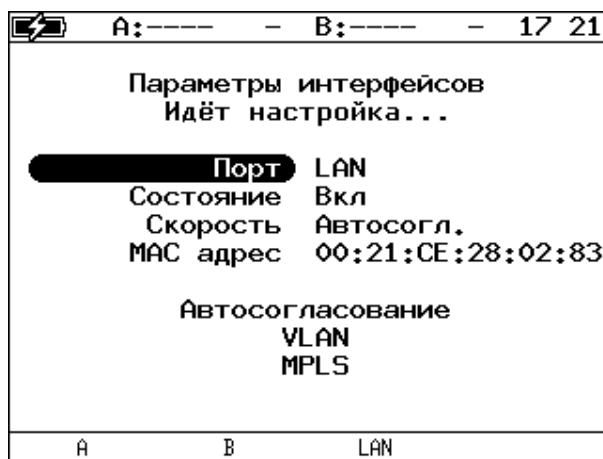 A:---- - B:---- - 17 21
Параметры интерфейсов
Идёт настройка...
Порт LAN
Состояние Вкл
Скорость Автосогл.
MAC адрес 00:21:CE:28:02:83
Автосогласование
VLAN
MPLS
A B LAN